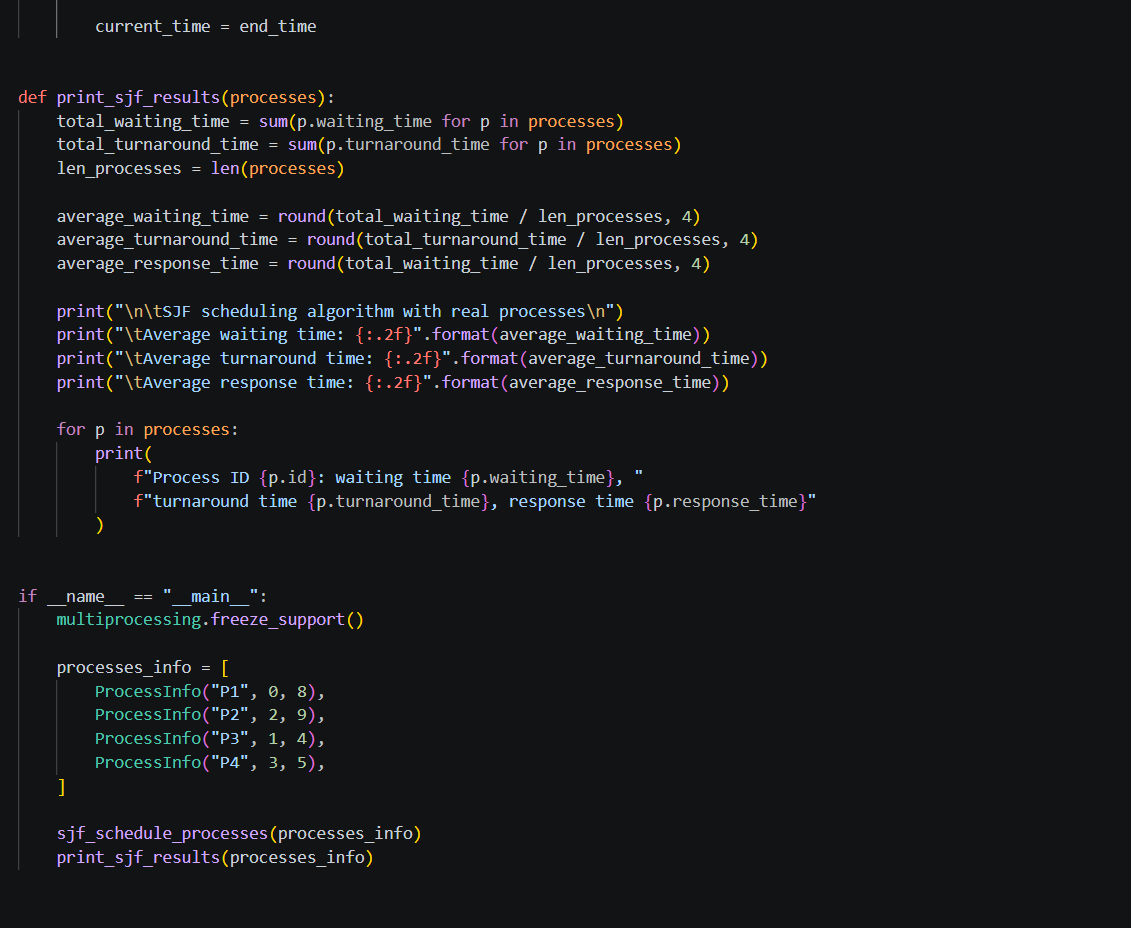 current_time = end_time
def print_sjf_results(processes):
total_waiting_time = sum(p.waiting_time for p in processes)
total_turnaround_time = sum(p.turnaround_time for p in processes)
len_processes = len(processes)
average_waiting_time = round(total_waiting_time / len_processes, 4)
average_turnaround_time = round(total_turnaround_time / len_processes, 4)
average_response_time = round(total_waiting_time / len_processes, 4)
print("\n\tSJF scheduling algorithm with real processes\n")
print("\tAverage waiting time: {:.2f}".format(average_waiting_time))
print("\tAverage turnaround time: {:.2f}".format(average_turnaround_time))
print("\tAverage response time: {:.2f}".format(average_response_time))
for p in processes:
print(
f"Process ID {p.id}: waiting time {p.waiting_time}, "
f"turnaround time {p.turnaround_time}, response time {p.response_time}"
)
if __name__ == "__main__":
multiprocessing.freeze_support()
processes_info = [
ProcessInfo("P1", 0, 8),
ProcessInfo("P2", 2, 9),
ProcessInfo("P3", 1, 4),
ProcessInfo("P4", 3, 5),
]
sjf_schedule_processes(processes_info)
print_sjf_results(processes_info)